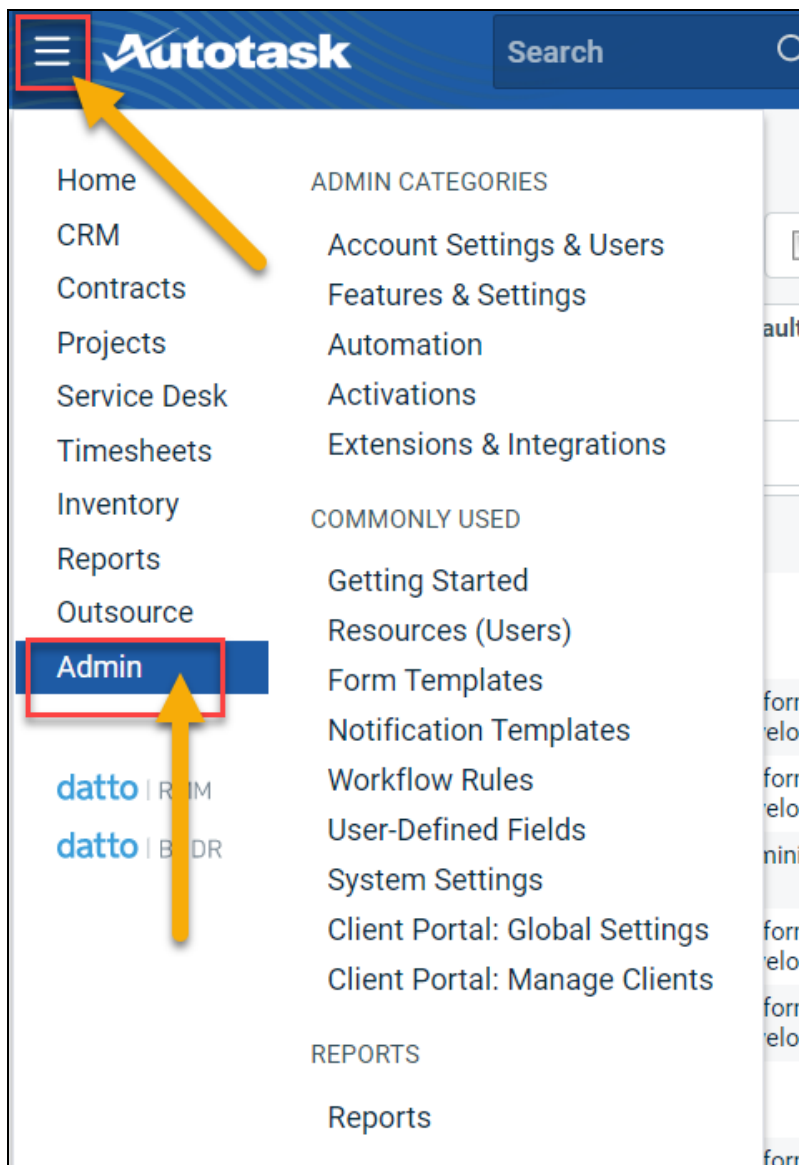 Autotask
Search
Home
CRM
Contracts
Projects
Service Desk
Timesheets
Inventory
Reports
Outsource
Admin
datto
datto
ADMIN CATEGORIES
Account Settings & Users
Features & Settings
Automation
Activations
Extensions & Integrations
COMMONLY USED
Getting Started
Resources (Users)
Form Templates
Notification Templates
Workflow Rules
User-Defined Fields
System Settings
Client Portal: Global Settings
Client Portal: Manage Clients
REPORTS
Reports